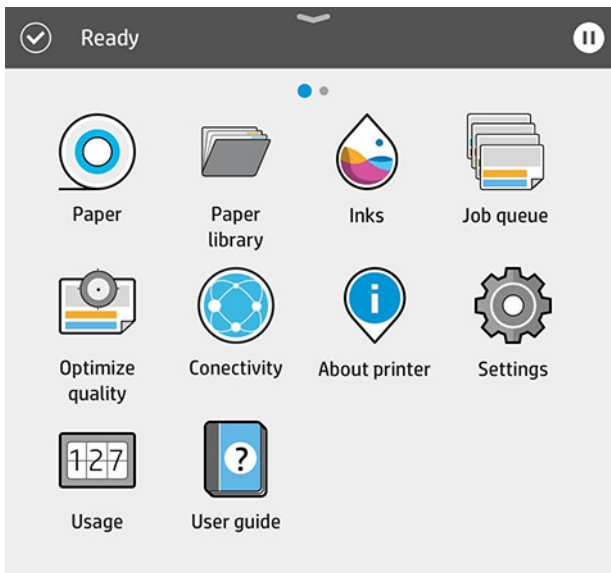 Ready
Paper
Paper
library
Inks
Job queue
Optimize
quality
Conectivity
About printer
Settings
127
Usage
?
User guide